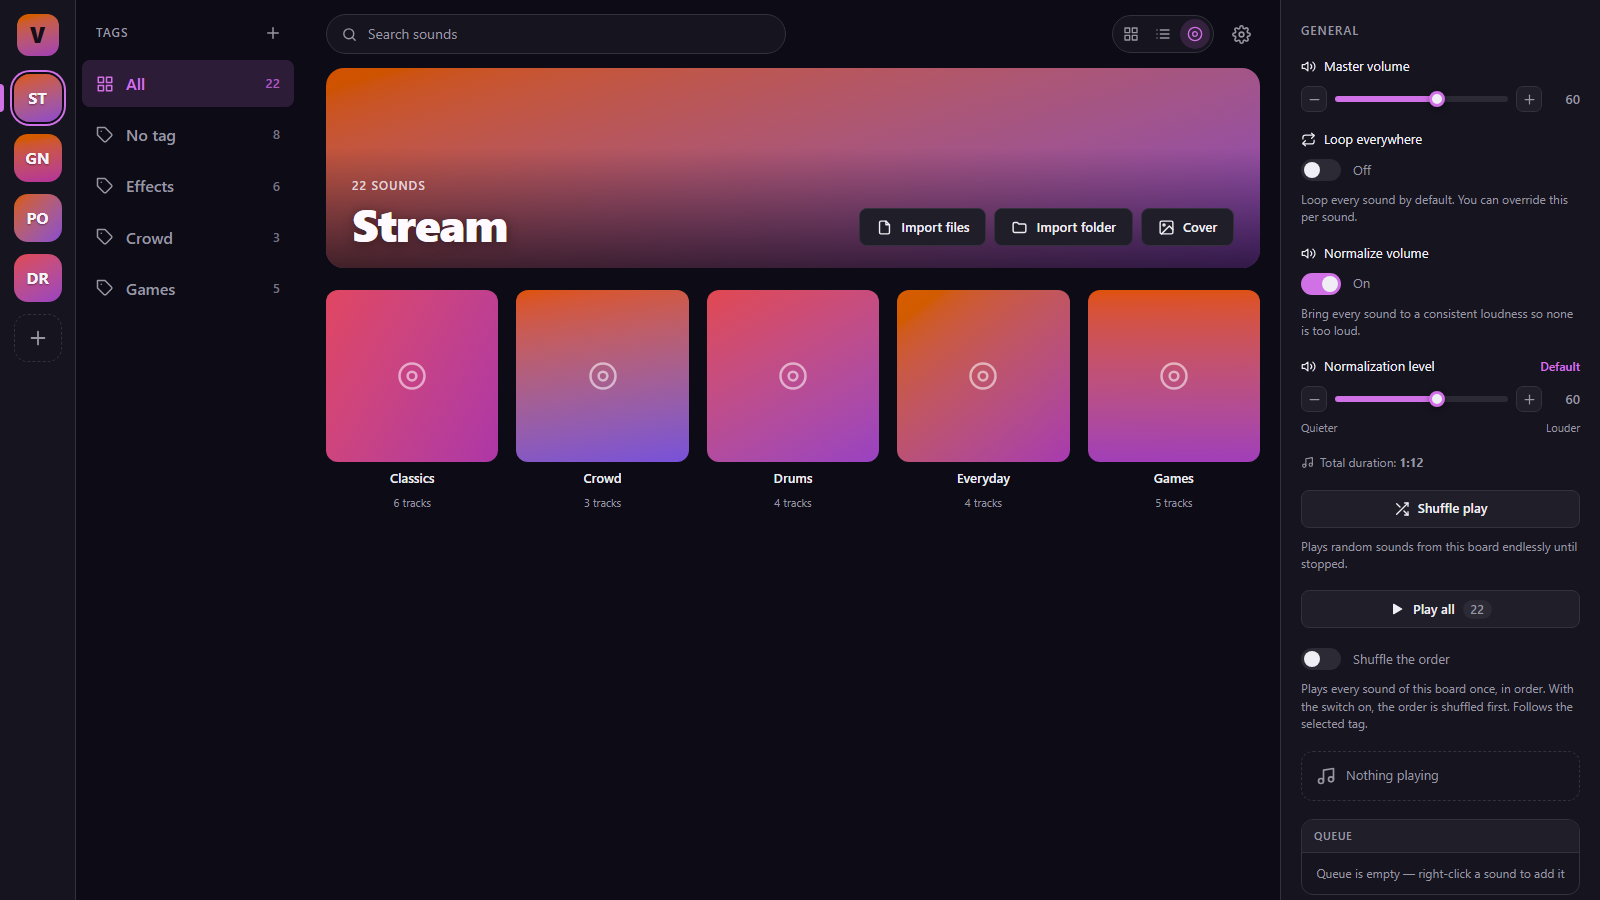 V
ST
GN
PO
DR
TAGS
All 22
No tag 8
Effects 6
Crowd 3
Games 5
Search sounds
22 SOUNDS
Stream
Import files
Import folder
Cover
Classics
6 tracks
Crowd
3 tracks
Drums
4 tracks
Everyday
4 tracks
Games
5 tracks
GENERAL
Master volume
60
Loop everywhere
Off
Loop every sound by default. You can override this
per sound.
Normalize volume
On
Bring every sound to a consistent loudness so none
is too loud.
Normalization level Default
60
Quieter Louder
Total duration: 1:12
Shuffle play
Plays random sounds from this board endlessly until
stopped.
Play all 22
Shuffle the order
Plays every sound of this board once, in order. With
the switch on, the order is shuffled first. Follows the
selected tag.
Nothing playing
QUEUE
Queue is empty — right-click a sound to add it